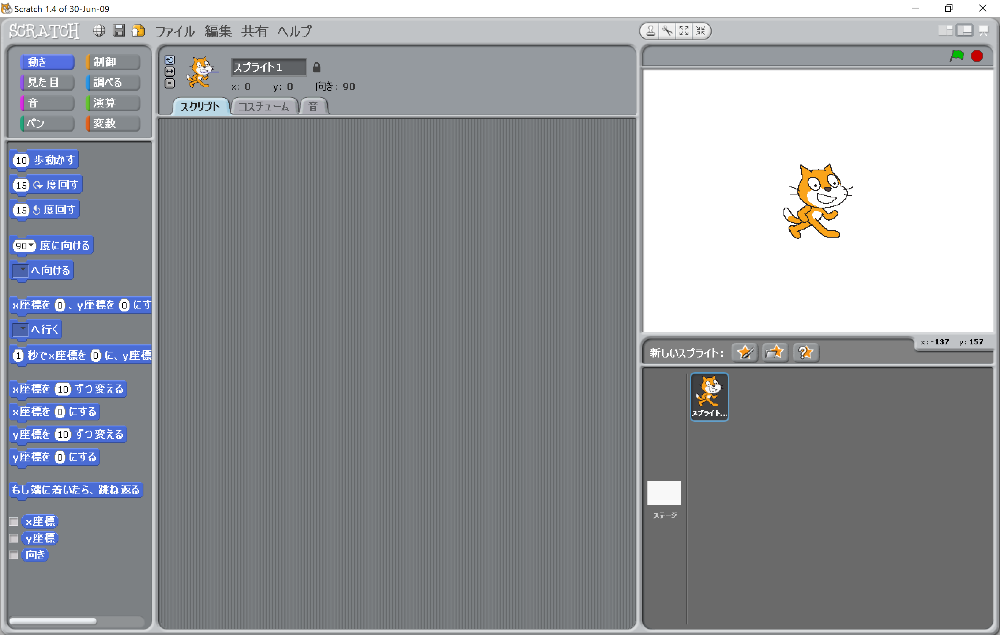 Scratch 1.4 of 30-Jun-09
SCRATCH ファイル 編集 共有 ヘルプ
動き 制御
見た目 調べる
音 演算
ペン 変数
スプライト1
x: 0 y: 0 向き: 90
スクリプト コスチューム 音
10 歩動かす
15 度回す
15 度回す
90 度に向ける
へ向ける
x座標を 0 、y座標を 0 にす
へ行く
1 秒でx座標を 0 に、y座標
x座標を 10 ずつ変える
x座標を 0 にする
y座標を 10 ずつ変える
y座標を 0 にする
もし端に着いたら、跳ね返る
x座標
y座標
向き
x: -137 y: 157
新しいスプライト:
スプライト...
ステージ